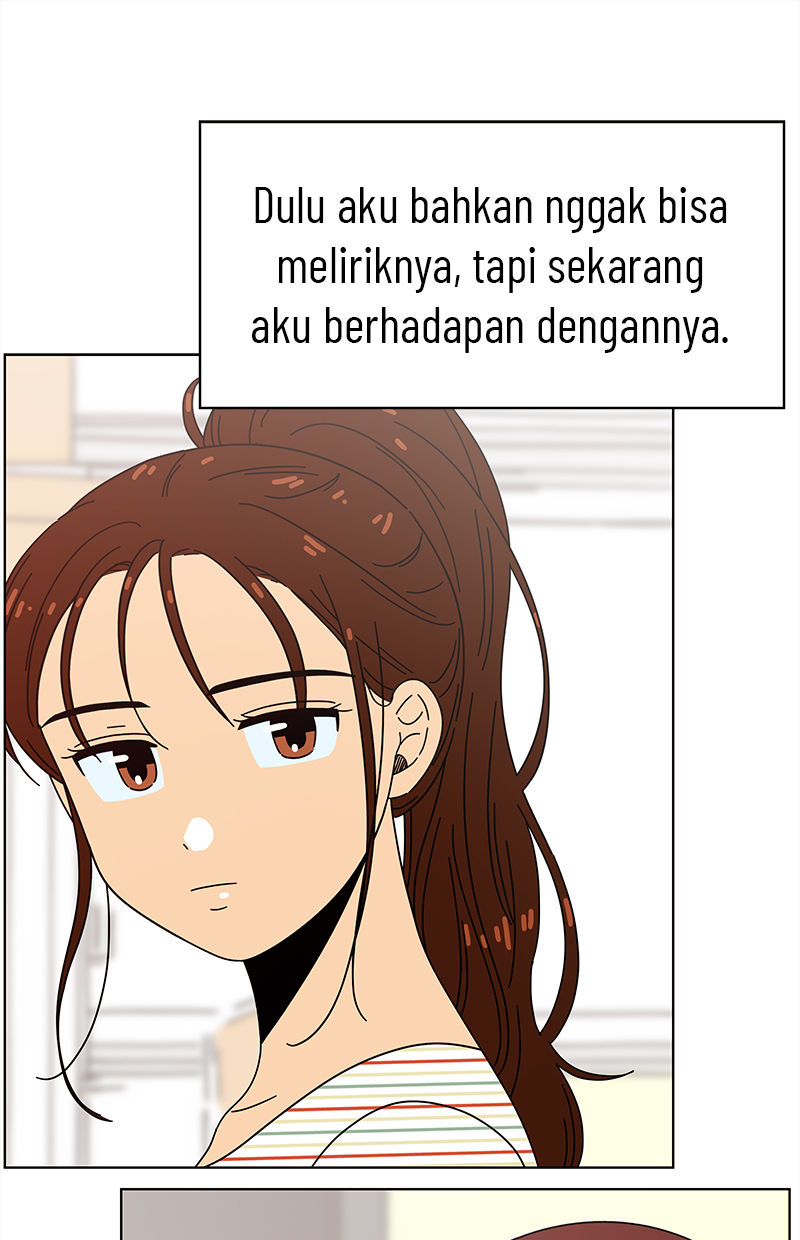 Dulu aku bahkan nggak bisa
meliriknya, tapi sekarang
aku berhadapan dengannya.